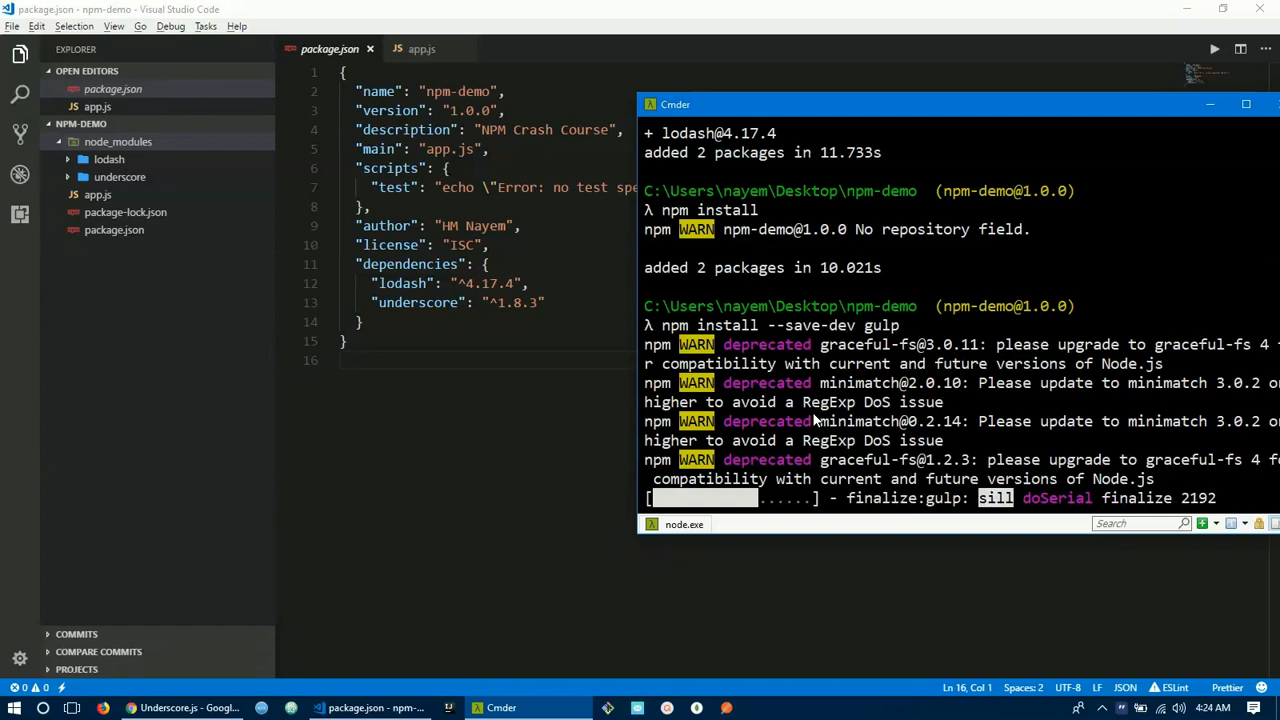 package.json - npm-demo - Visual Studio Code
File Edit Selection View Go Debug Tasks Help
EXPLORER
OPEN EDITORS
package.json
app.js
NPM-DEMO
node_modules
lodash
underscore
app.js
package-lock.json
package.json
COMMITS
COMPARE COMMITS
PROJECTS
package.json app.js
1 {
2 "name": "npm-demo",
3 "version": "1.0.0",
4 "description": "NPM Crash Course",
5 "main": "app.js",
6 "scripts": {
7 "test": "echo \"Error: no test spe
8 },
9 "author": "HM Nayem",
10 "license": "ISC",
11 "dependencies": {
12 "lodash": "^4.17.4",
13 "underscore": "^1.8.3"
14 }
15 }
16
Cmder
+ lodash@4.17.4
added 2 packages in 11.733s
C:\Users\nayem\Desktop\npm-demo (npm-demo@1.0.0)
λ npm install
npm WARN npm-demo@1.0.0 No repository field.
added 2 packages in 10.021s
C:\Users\nayem\Desktop\npm-demo (npm-demo@1.0.0)
λ npm install --save-dev gulp
npm WARN deprecated graceful-fs@3.0.11: please upgrade to graceful-fs 4 f
r compatibility with current and future versions of Node.js
npm WARN deprecated minimatch@2.0.10: Please update to minimatch 3.0.2 o
higher to avoid a RegExp DoS issue
npm WARN deprecated minimatch@0.2.14: Please update to minimatch 3.0.2 o
higher to avoid a RegExp DoS issue
npm WARN deprecated graceful-fs@1.2.3: please upgrade to graceful-fs 4 fo
compatibility with current and future versions of Node.js
[ ......] - finalize:gulp: sill doSerial finalize 2192
node.exe Search
0 0 Ln 16, Col 1 Spaces: 2 UTF-8 LF JSON ESLint Prettier
Underscore.js - Googl... package.json - npm-... Cmder 4:24 AM